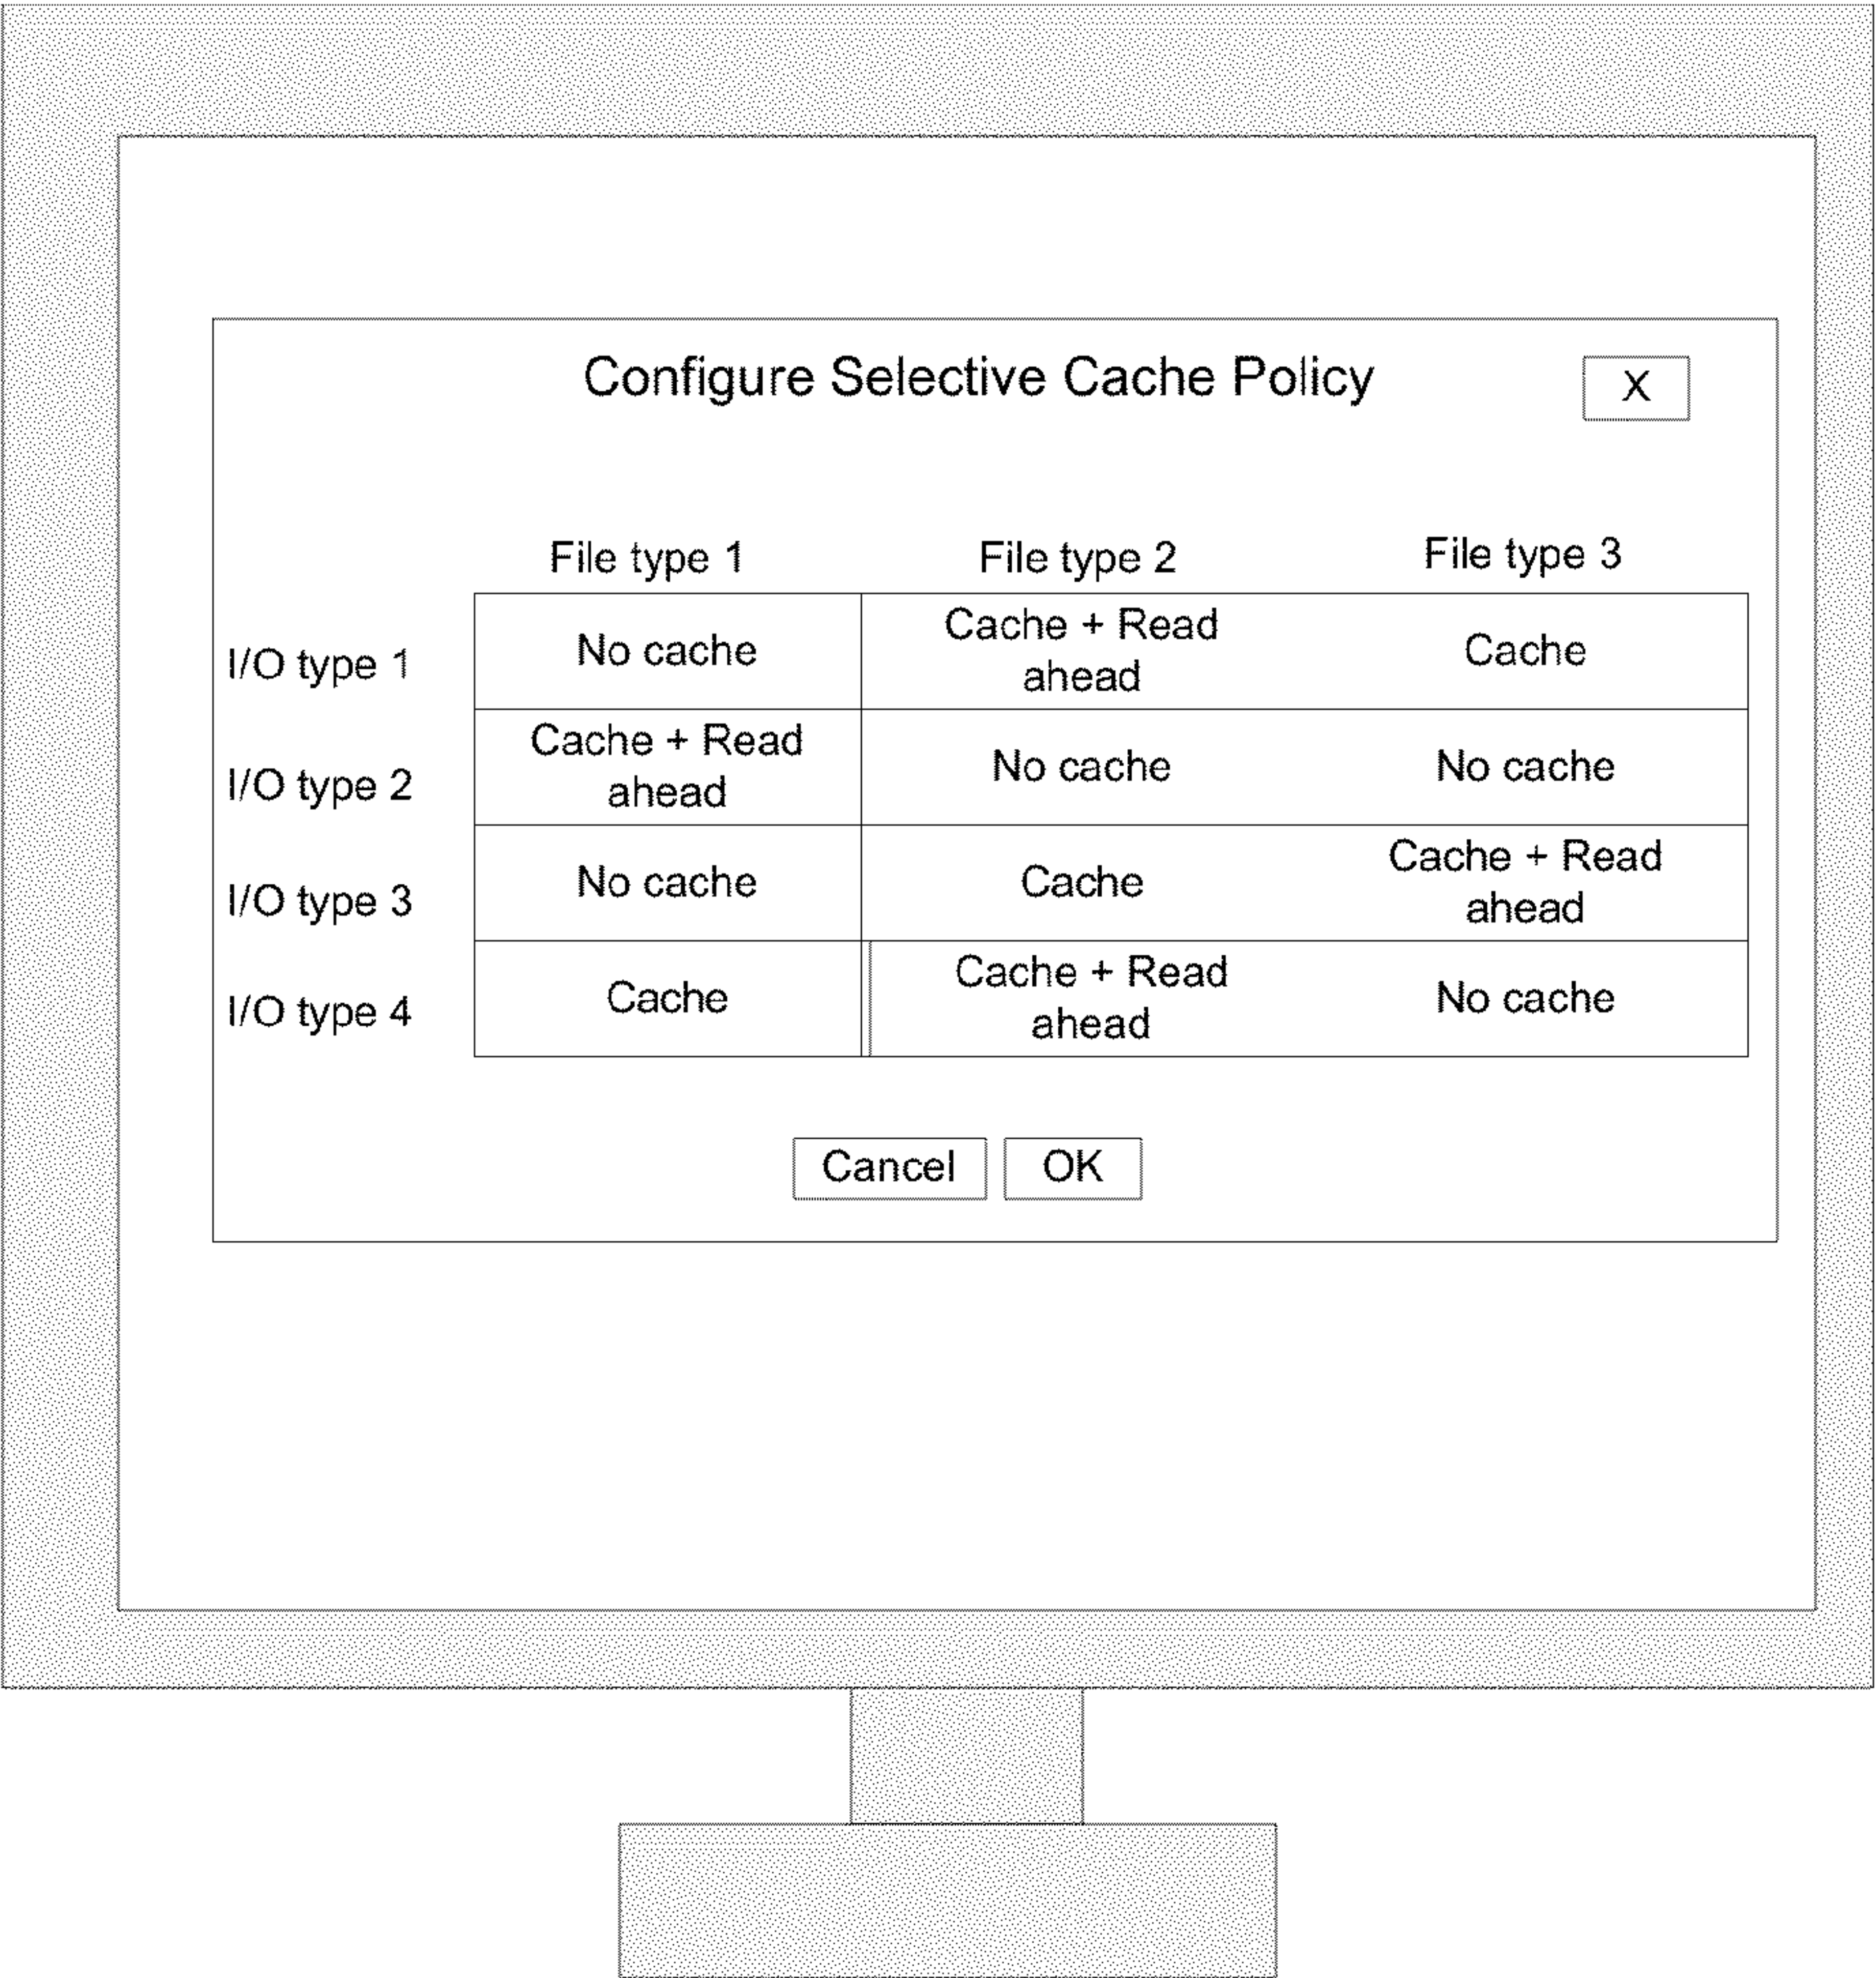 Configure Selective Cache Policy
X
File type 1 File type 2 File type 3
I/O type 1 No cache Cache + Read ahead Cache
I/O type 2 Cache + Read ahead No cache No cache
I/O type 3 No cache Cache Cache + Read ahead
I/O type 4 Cache Cache + Read ahead No cache
Cancel OK